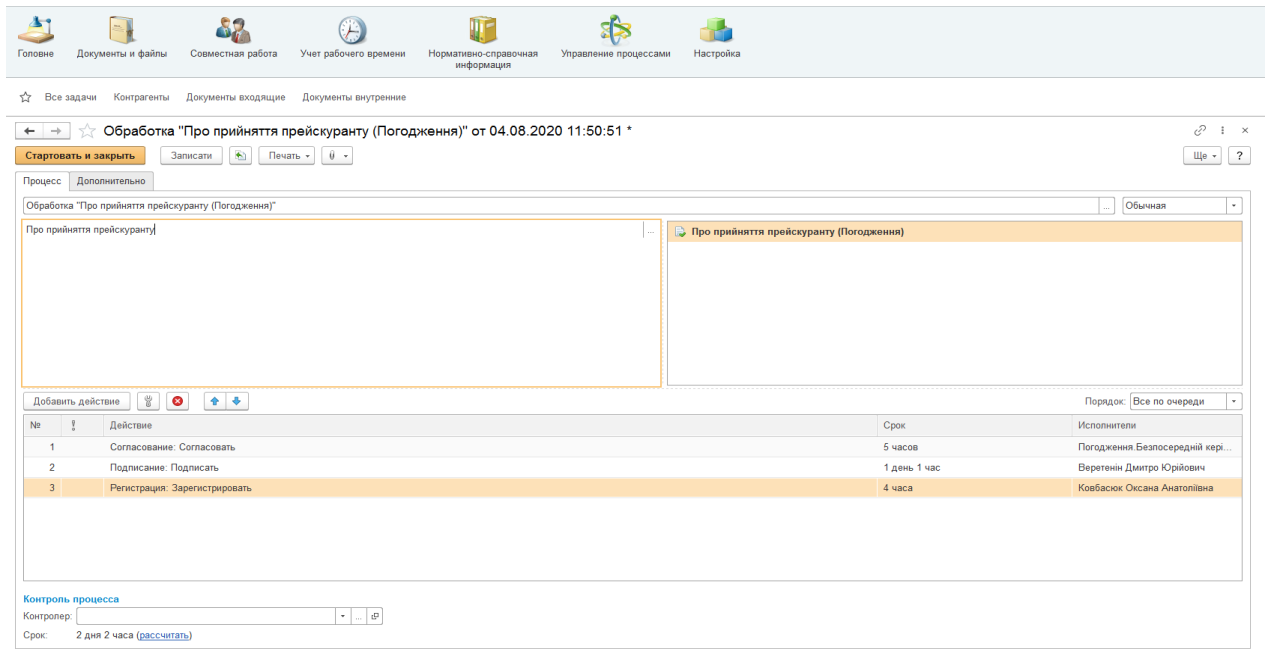 Головне
Документы и файлы
Совместная работа
Учет рабочего времени
Нормативно-справочная
информация
Управление процессами
Настройка
Все задачи Контрагенты Документы входящие Документы внутренние
Обработка "Про прийняття прейскуранту (Погодження)" от 04.08.2020 11:50:51 *
Стартовать и закрыть Записати Печать Ще ?
Процесс Дополнительно
Обработка "Про прийняття прейскуранту (Погодження)" ... Обычная
Про прийняття прейскуранту ...
Про прийняття прейскуранту (Погодження)
Добавить действие Порядок: Все по очереди
№ Действие Срок Исполнители
1 Согласование: Согласовать 5 часов Погодження.Безпосередній кері...
2 Подписание: Подписать 1 день 1 час Веретенін Дмитро Юрійович
3 Регистрация: Зарегистрировать 4 часа Ковбасюк Оксана Анатоліївна
Контроль процесса
Контролер: ...
Срок: 2 дня 2 часа (рассчитать)